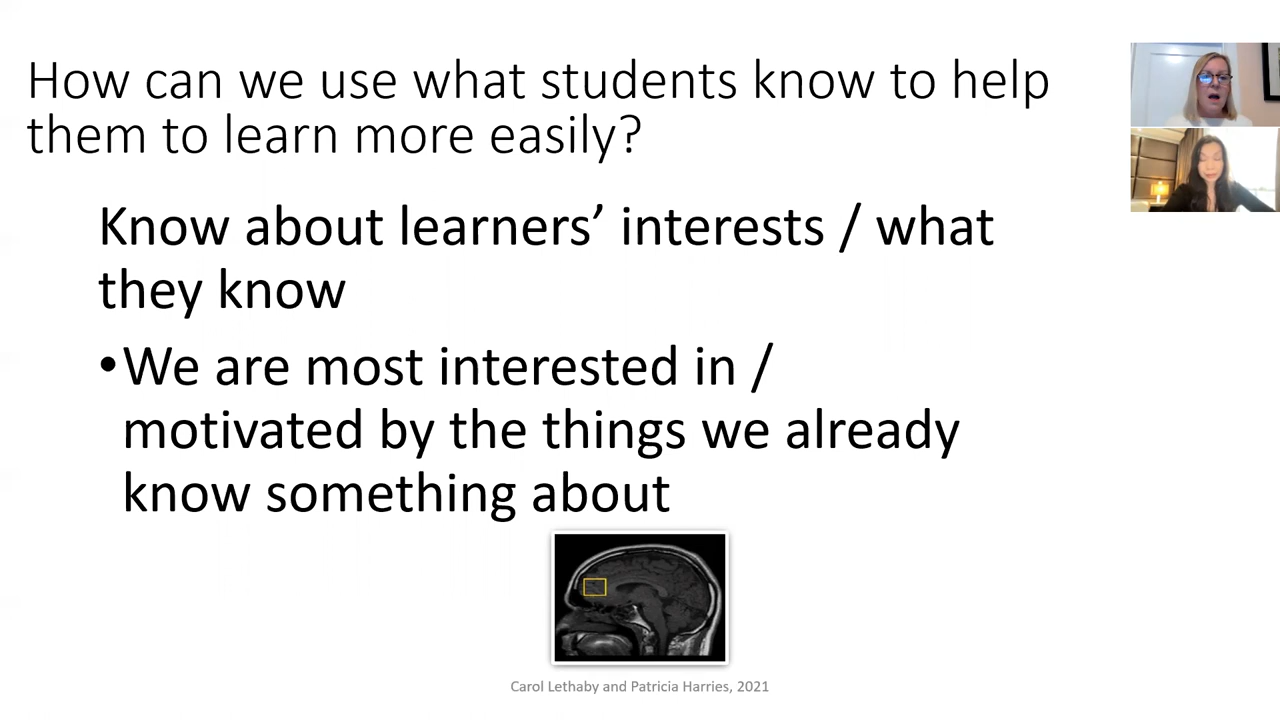 How can we use what students know to help
them to learn more easily?
Know about learners’ interests / what
they know
•We are most interested in /
motivated by the things we already
know something about
Carol Lethaby and Patricia Harries, 2021